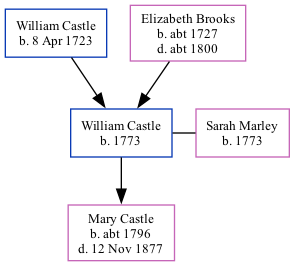 William Castle
b. 8 Apr 1723
Elizabeth Brooks
b. abt 1727
d. abt 1800
William Castle
b. 1773
Sarah Marley
b. 1773
Mary Castle
b. abt 1796
d. 12 Nov 1877